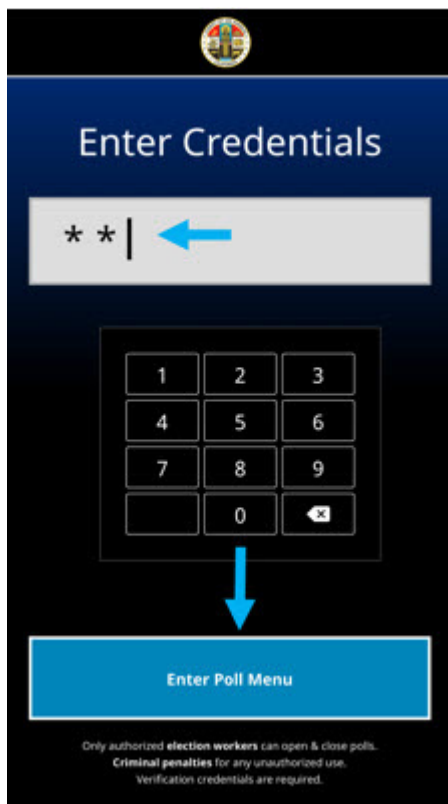 Enter Credentials
* *
1 2 3
4 5 6
7 8 9
0
Enter Poll Menu
Only authorized election workers can open & close polls.
Criminal penalties for any unauthorized use.
Verification credentials are required.